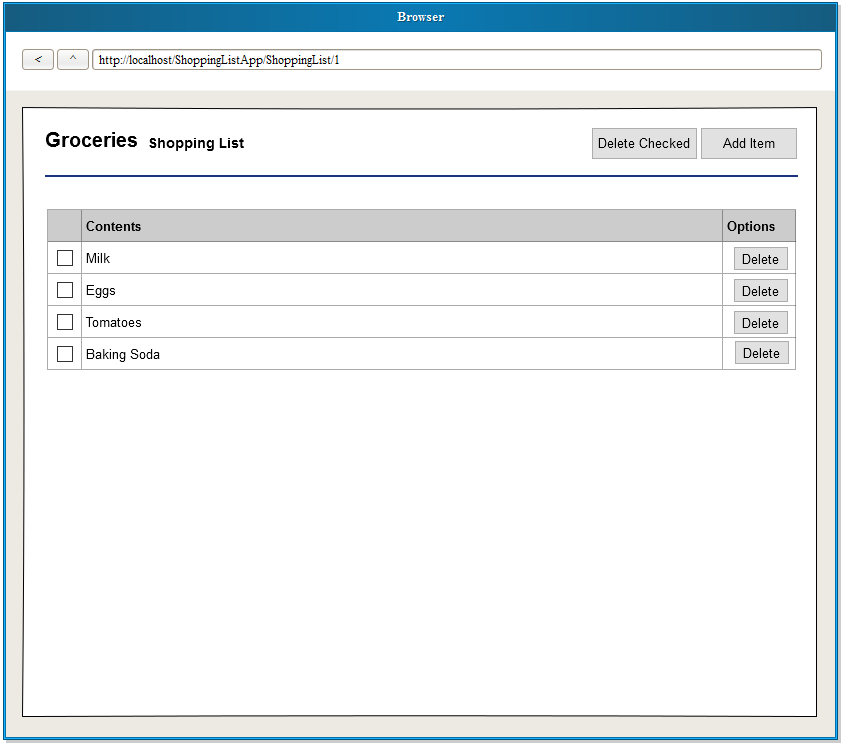 Browser
< ^ http://localhost/ShoppingListApp/ShoppingList/1
Groceries Shopping List Delete Checked Add Item
Contents Options
Milk Delete
Eggs Delete
Tomatoes Delete
Baking Soda Delete